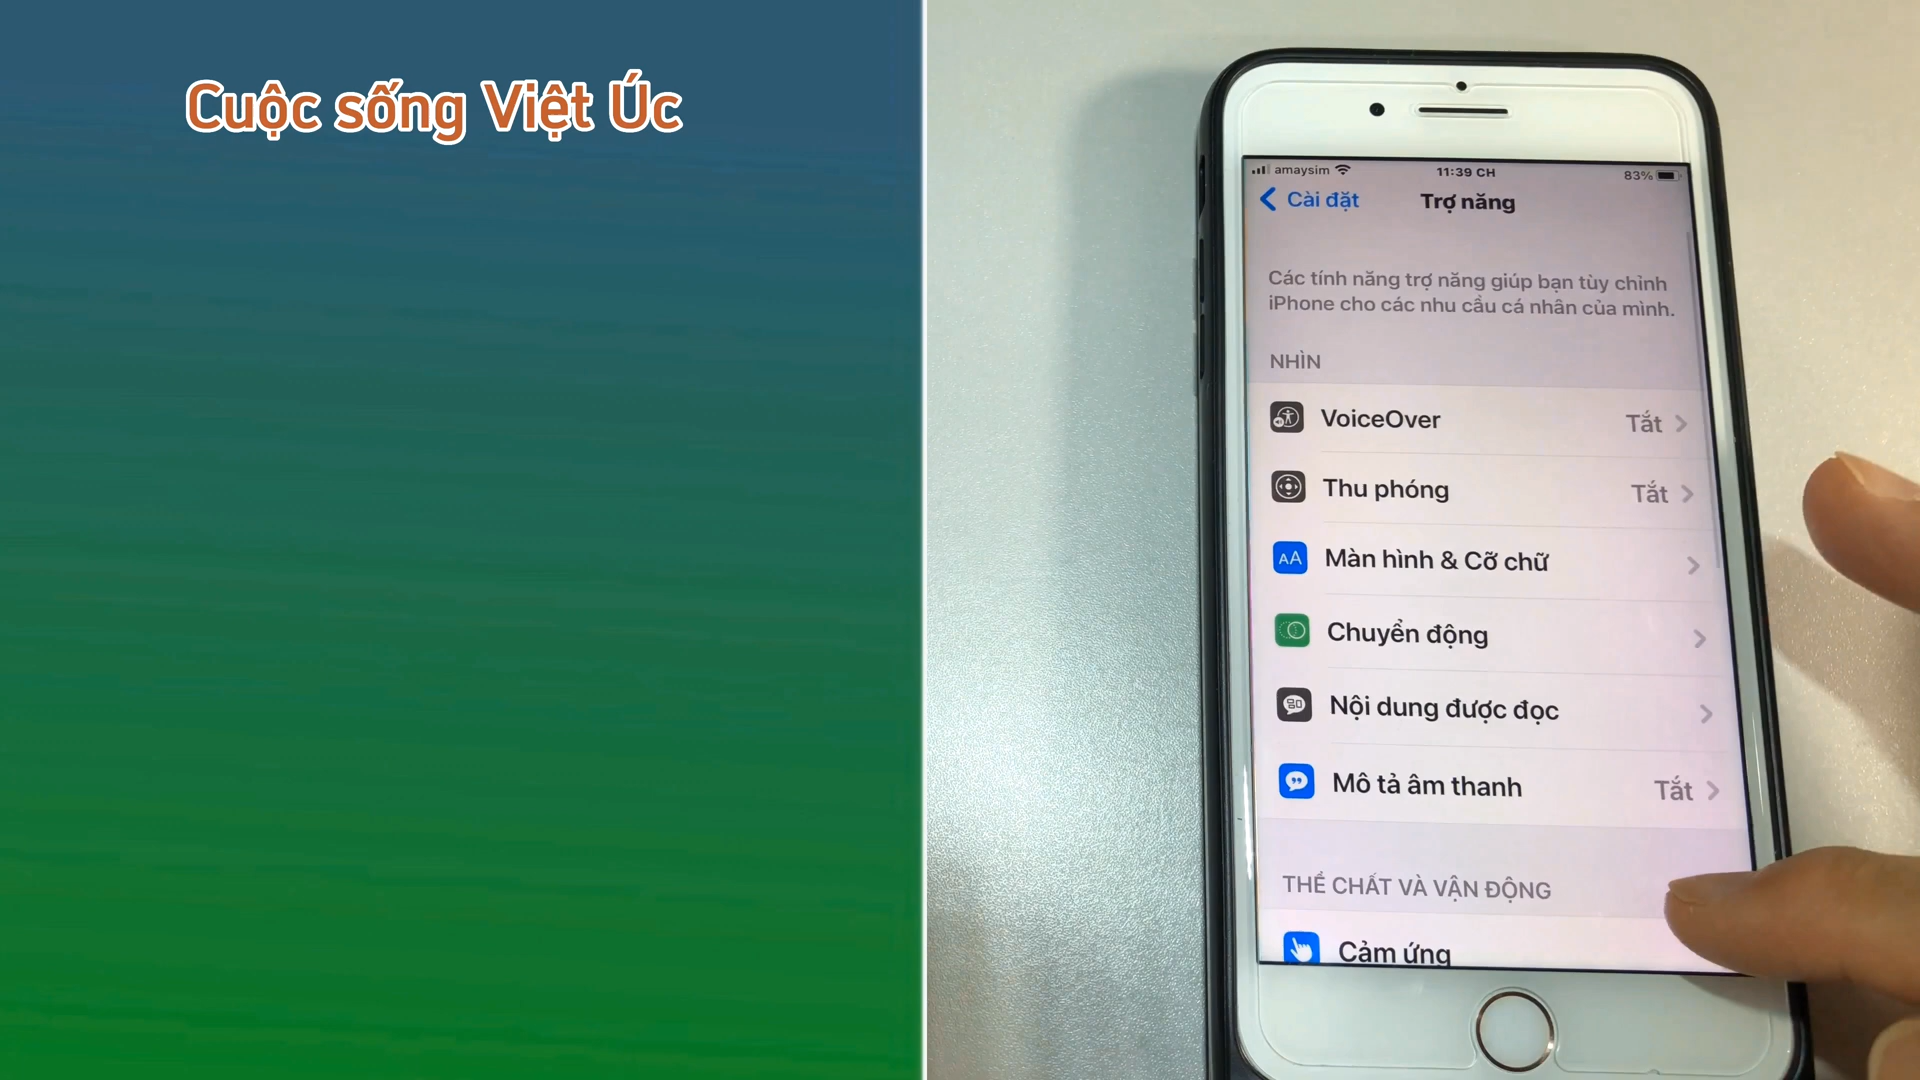 Cuộc sống Việt Úc
amaysim
11:39 CH
83%
Cài đặt
Trợ năng
Các tính năng trợ năng giúp bạn tùy chỉnh
iPhone cho các nhu cầu cá nhân của mình.
NHÌN
VoiceOver
Tắt
Thu phóng
Tắt
AA
Màn hình & Cỡ chữ
Chuyển động
Nội dung được đọc
Mô tả âm thanh
Tắt
THỂ CHẤT VÀ VẬN ĐỘNG
Cảm ứng